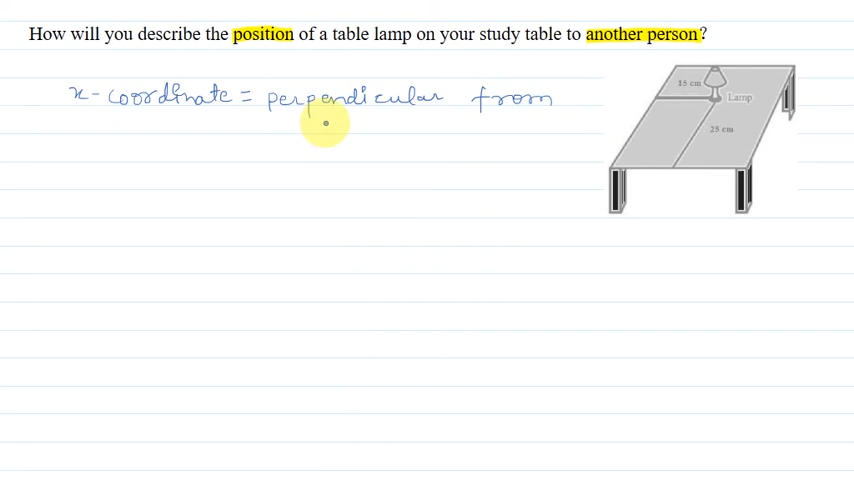 How will you describe the position of a table lamp on your study table to another person?
x - coordinate = perpendicular from
15 cm
Lamp
25 cm